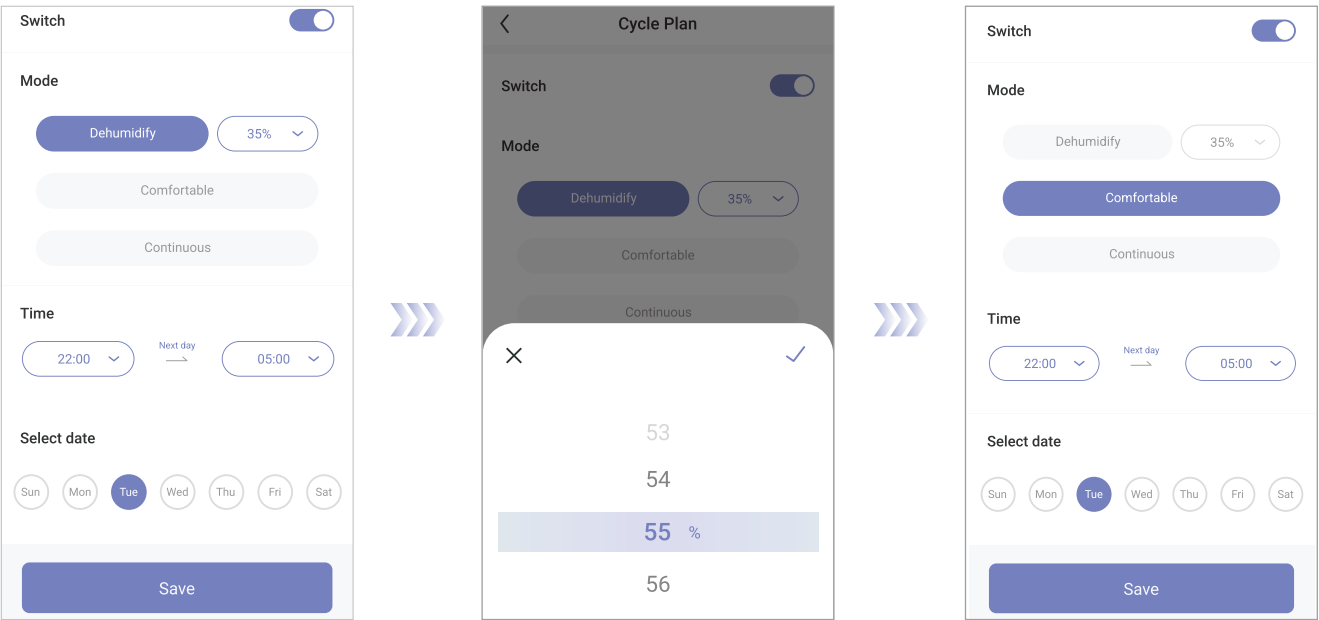 Switch
Mode
Dehumidify 35%
Comfortable
Continuous
Time
22:00 Next day 05:00
Select date
Sun Mon Tue Wed Thu Fri Sat
Save
Cycle Plan
Switch
Mode
Dehumidify 35%
Comfortable
Continuous
53
54
55 %
56
Switch
Mode
Dehumidify 35%
Comfortable
Continuous
Time
22:00 Next day 05:00
Select date
Sun Mon Tue Wed Thu Fri Sat
Save